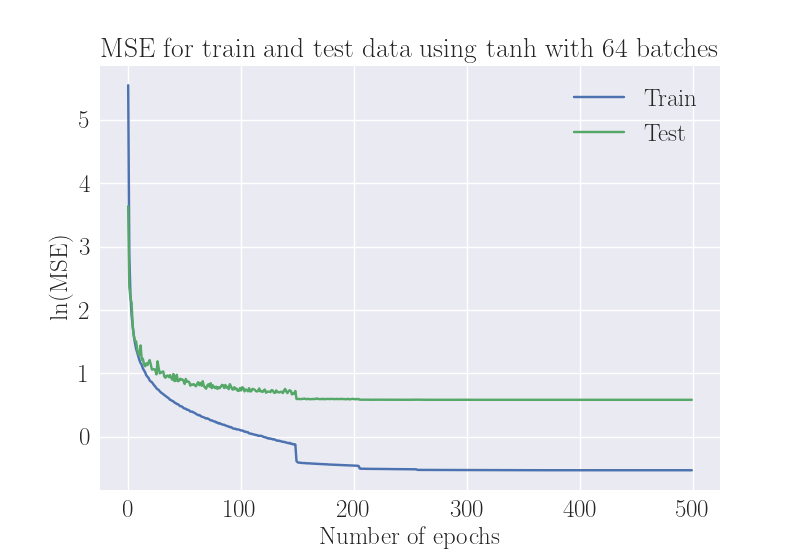 MSE for train and test data using tanh with 64 batches
Train
Test
5
4
3
2
1
0
ln(MSE)
0 100 200 300 400 500
Number of epochs